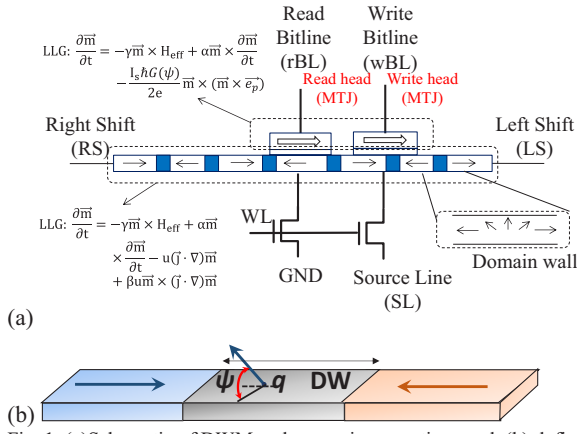 (a)
Read
Bitline
(rBL)
Write
Bitline
(wBL)
LLG: ∂m⃗/∂t = −γm⃗ × H_eff + αm⃗ × ∂m⃗/∂t
− I_sℏG(ψ)/2e m⃗ × (m⃗ × e⃗_p)
Read head
(MTJ)
Write head
(MTJ)
Right Shift
(RS)
Left Shift
(LS)
LLG: ∂m⃗/∂t = −γm⃗ × H_eff + αm⃗
× ∂m⃗/∂t − u(j⃗ · ∇)m⃗
+ βum⃗ × (j⃗ · ∇)m⃗
WL
GND
Source Line
(SL)
Domain wall
(b)
ψ
q
DW